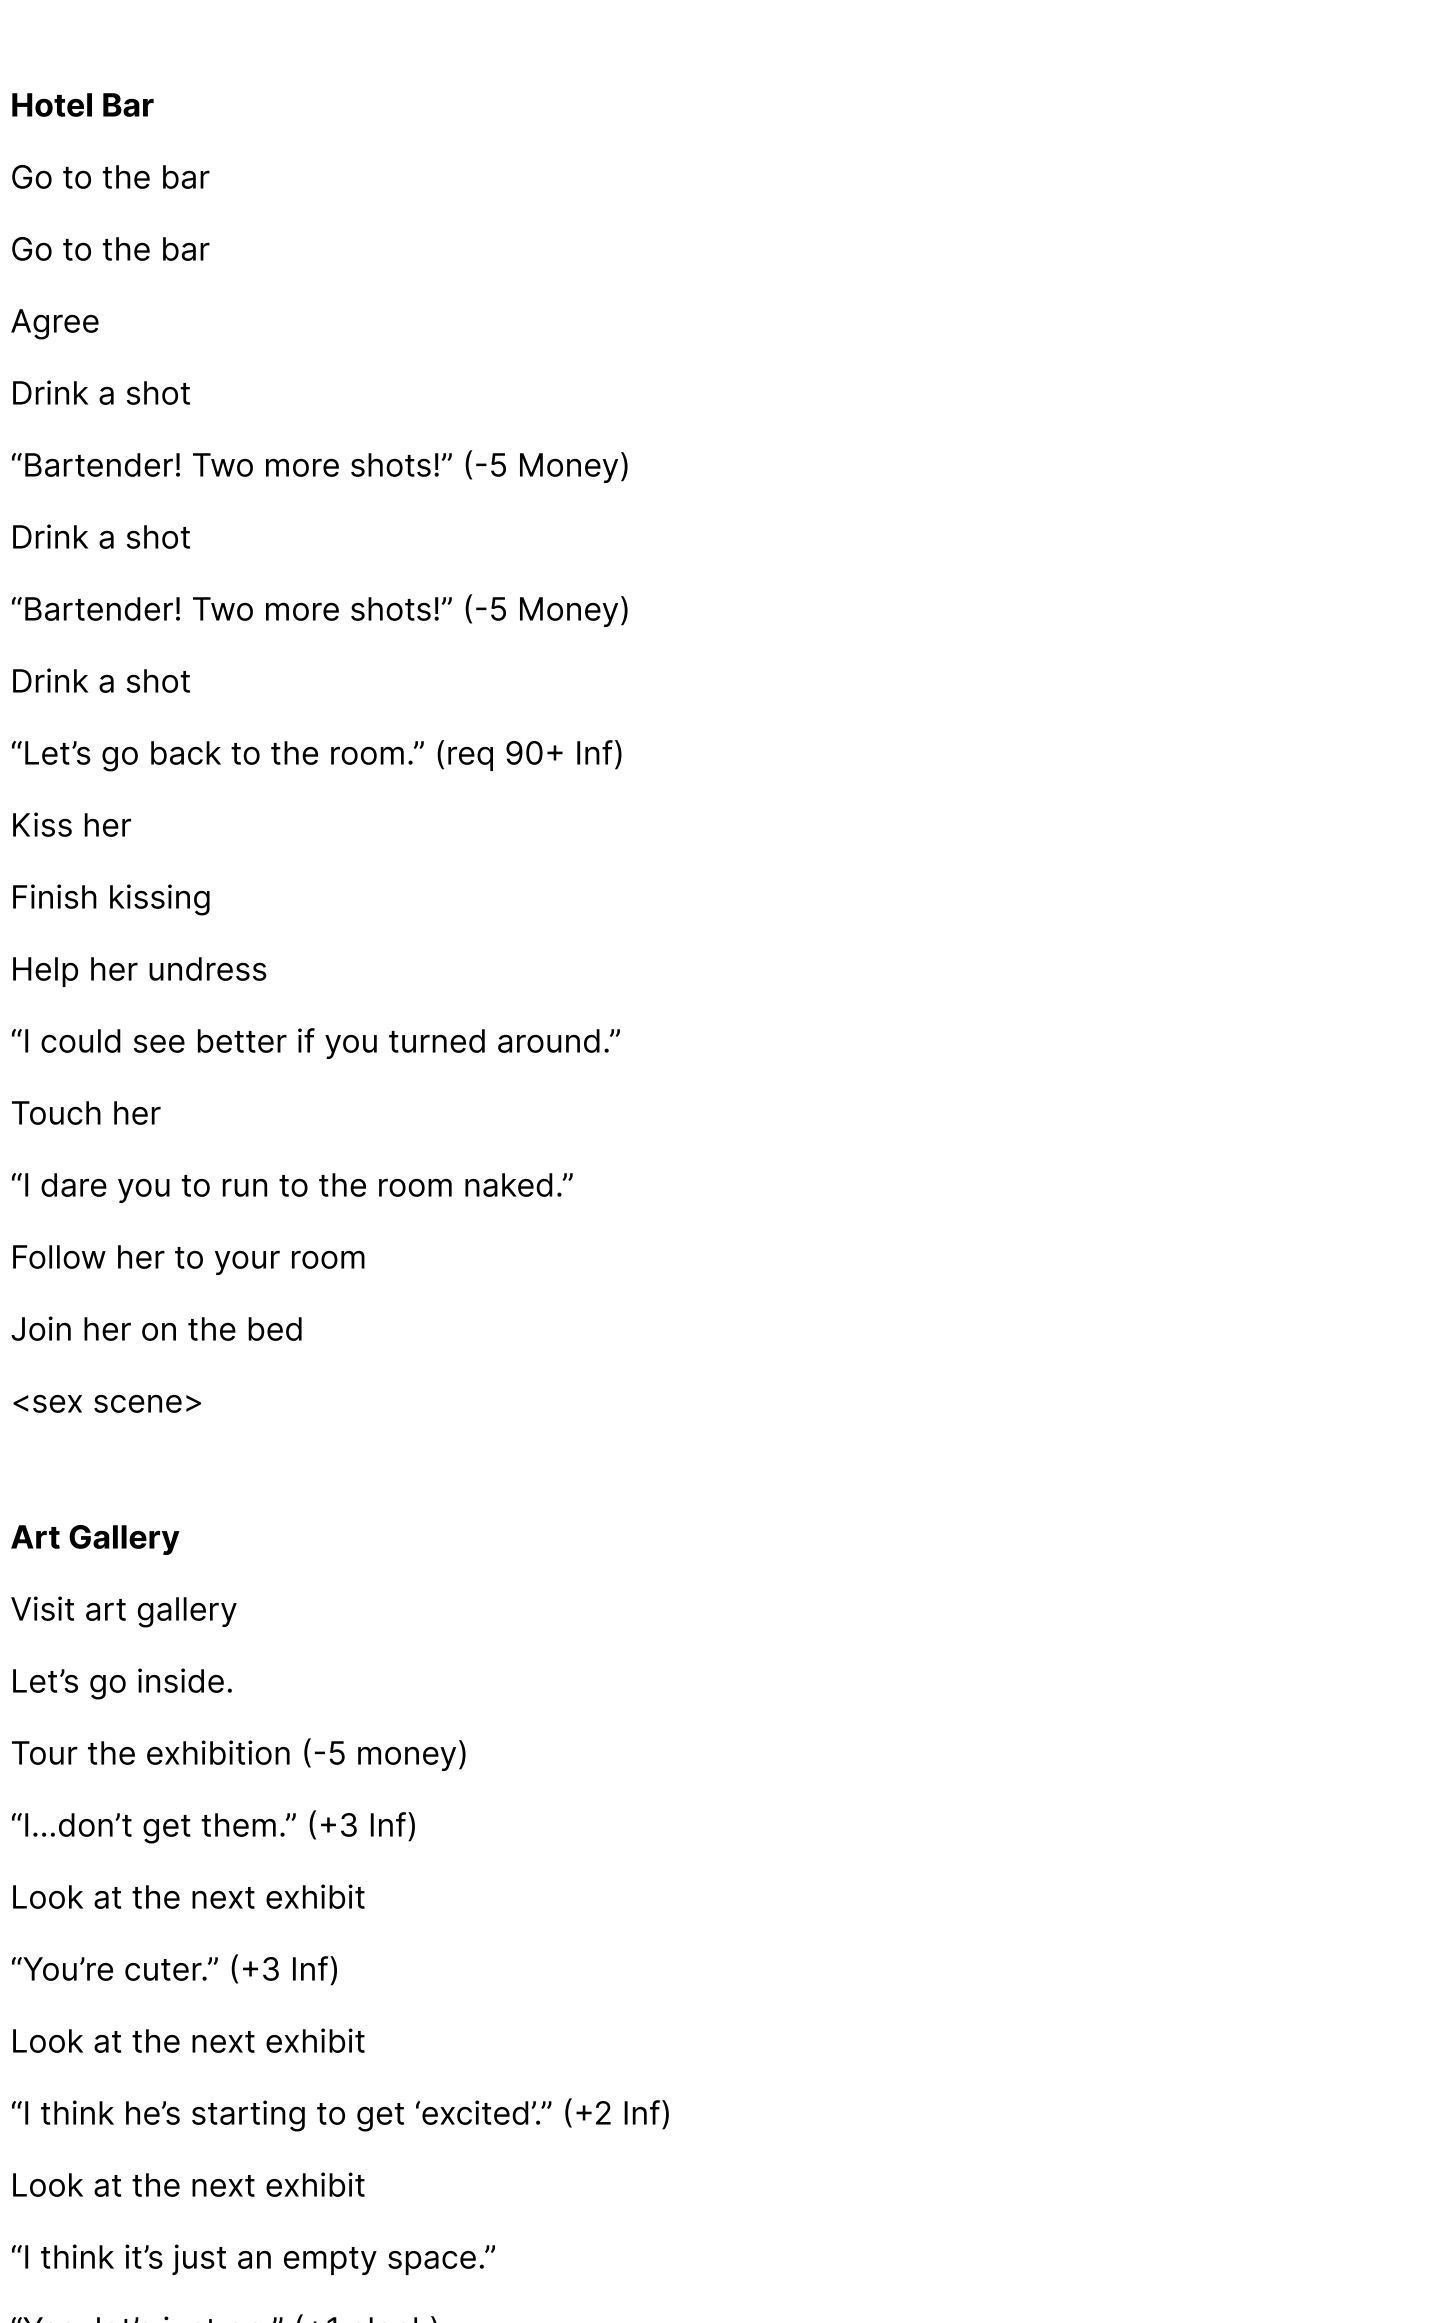 Hotel Bar
Go to the bar
Go to the bar
Agree
Drink a shot
“Bartender! Two more shots!” (-5 Money)
Drink a shot
“Bartender! Two more shots!” (-5 Money)
Drink a shot
“Let’s go back to the room.” (req 90+ Inf)
Kiss her
Finish kissing
Help her undress
“I could see better if you turned around.”
Touch her
“I dare you to run to the room naked.”
Follow her to your room
Join her on the bed
<sex scene>
Art Gallery
Visit art gallery
Let’s go inside.
Tour the exhibition (-5 money)
“I...don’t get them.” (+3 Inf)
Look at the next exhibit
“You’re cuter.” (+3 Inf)
Look at the next exhibit
“I think he’s starting to get ‘excited’.” (+2 Inf)
Look at the next exhibit
“I think it’s just an empty space.”